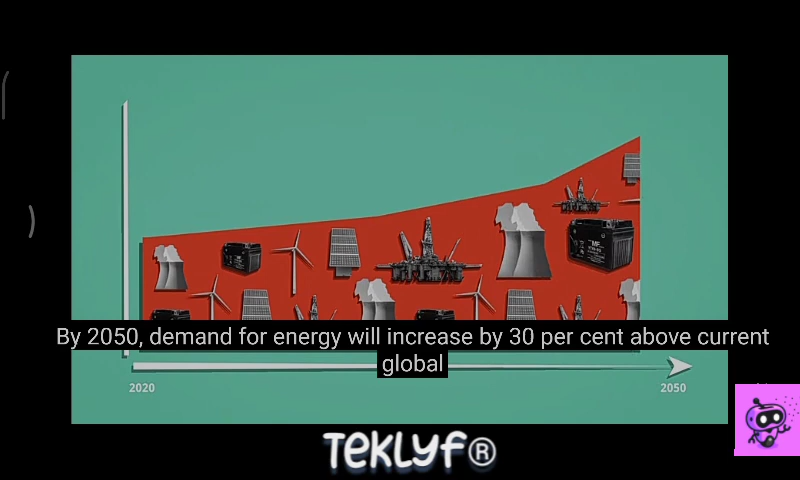 By 2050, demand for energy will increase by 30 per cent above current
global
2020
2050
TEKLYF®